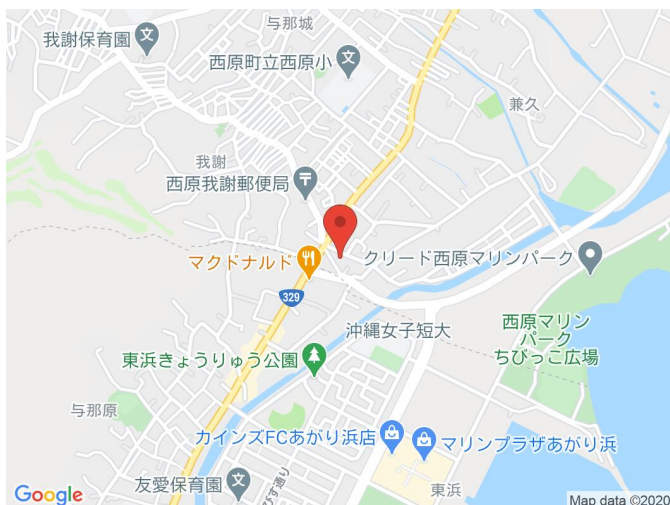 与那城
我謝保育園
西原町立西原小
兼久
我謝
西原我謝郵便局
マクドナルド
クリード西原マリンパーク
329
沖縄女子短大
西原マリン
パーク
ちびっこ広場
東浜きょうりゅう公園
与那原
カインズFCあがり浜店
マリンプラザあがり浜
友愛保育園
東浜
Google
Map data ©2020